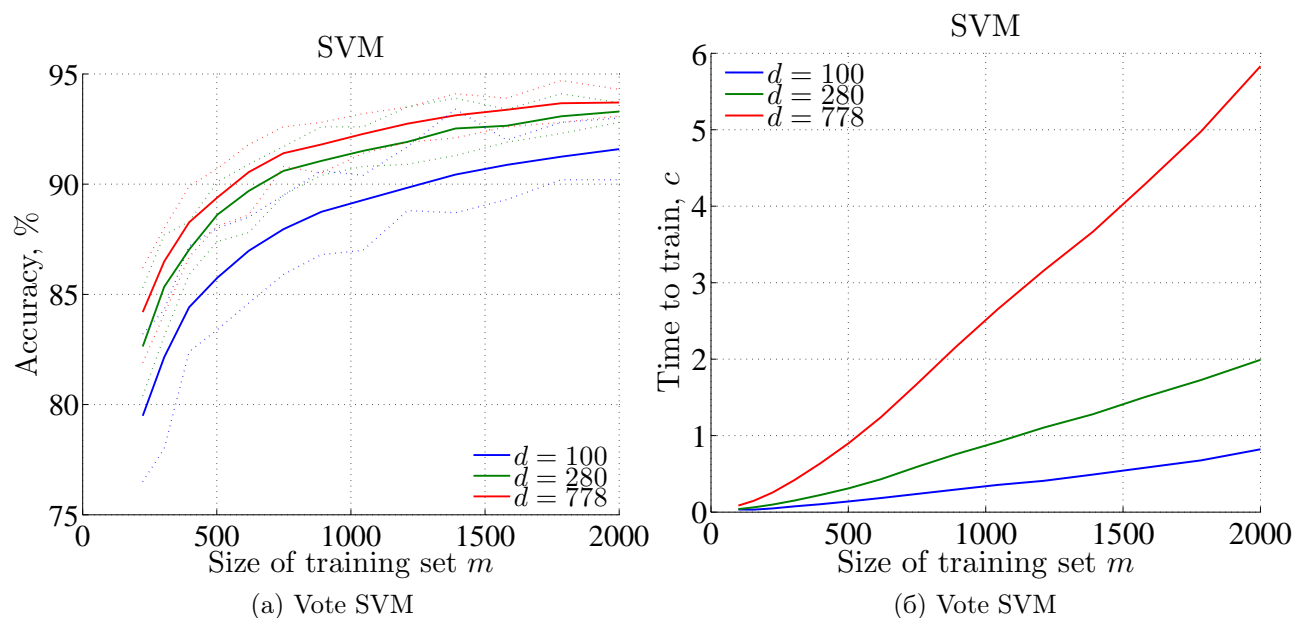 SVM
95
90
85
80
75
Accuracy, %
d = 100
d = 280
d = 778
0 500 1000 1500 2000
Size of training set m
(a) Vote SVM
SVM
6
5
4
3
2
1
0
Time to train, c
d = 100
d = 280
d = 778
0 500 1000 1500 2000
Size of training set m
(б) Vote SVM